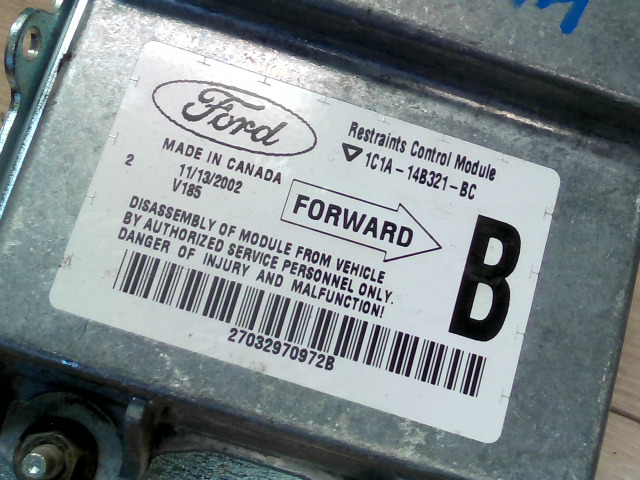 Ford
Restraints Control Module
1C1A-14B321-BC
MADE IN CANADA
2
11/13/2002
V185
FORWARD
B
DISASSEMBLY OF MODULE FROM VEHICLE
BY AUTHORIZED SERVICE PERSONNEL ONLY.
DANGER OF INJURY AND MALFUNCTION!
27032970972B